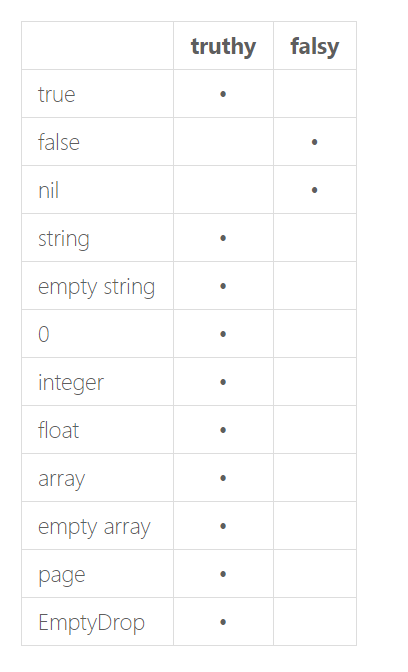 truthy falsy
true •
false •
nil •
string •
empty string •
0 •
integer •
float •
array •
empty array •
page •
EmptyDrop •